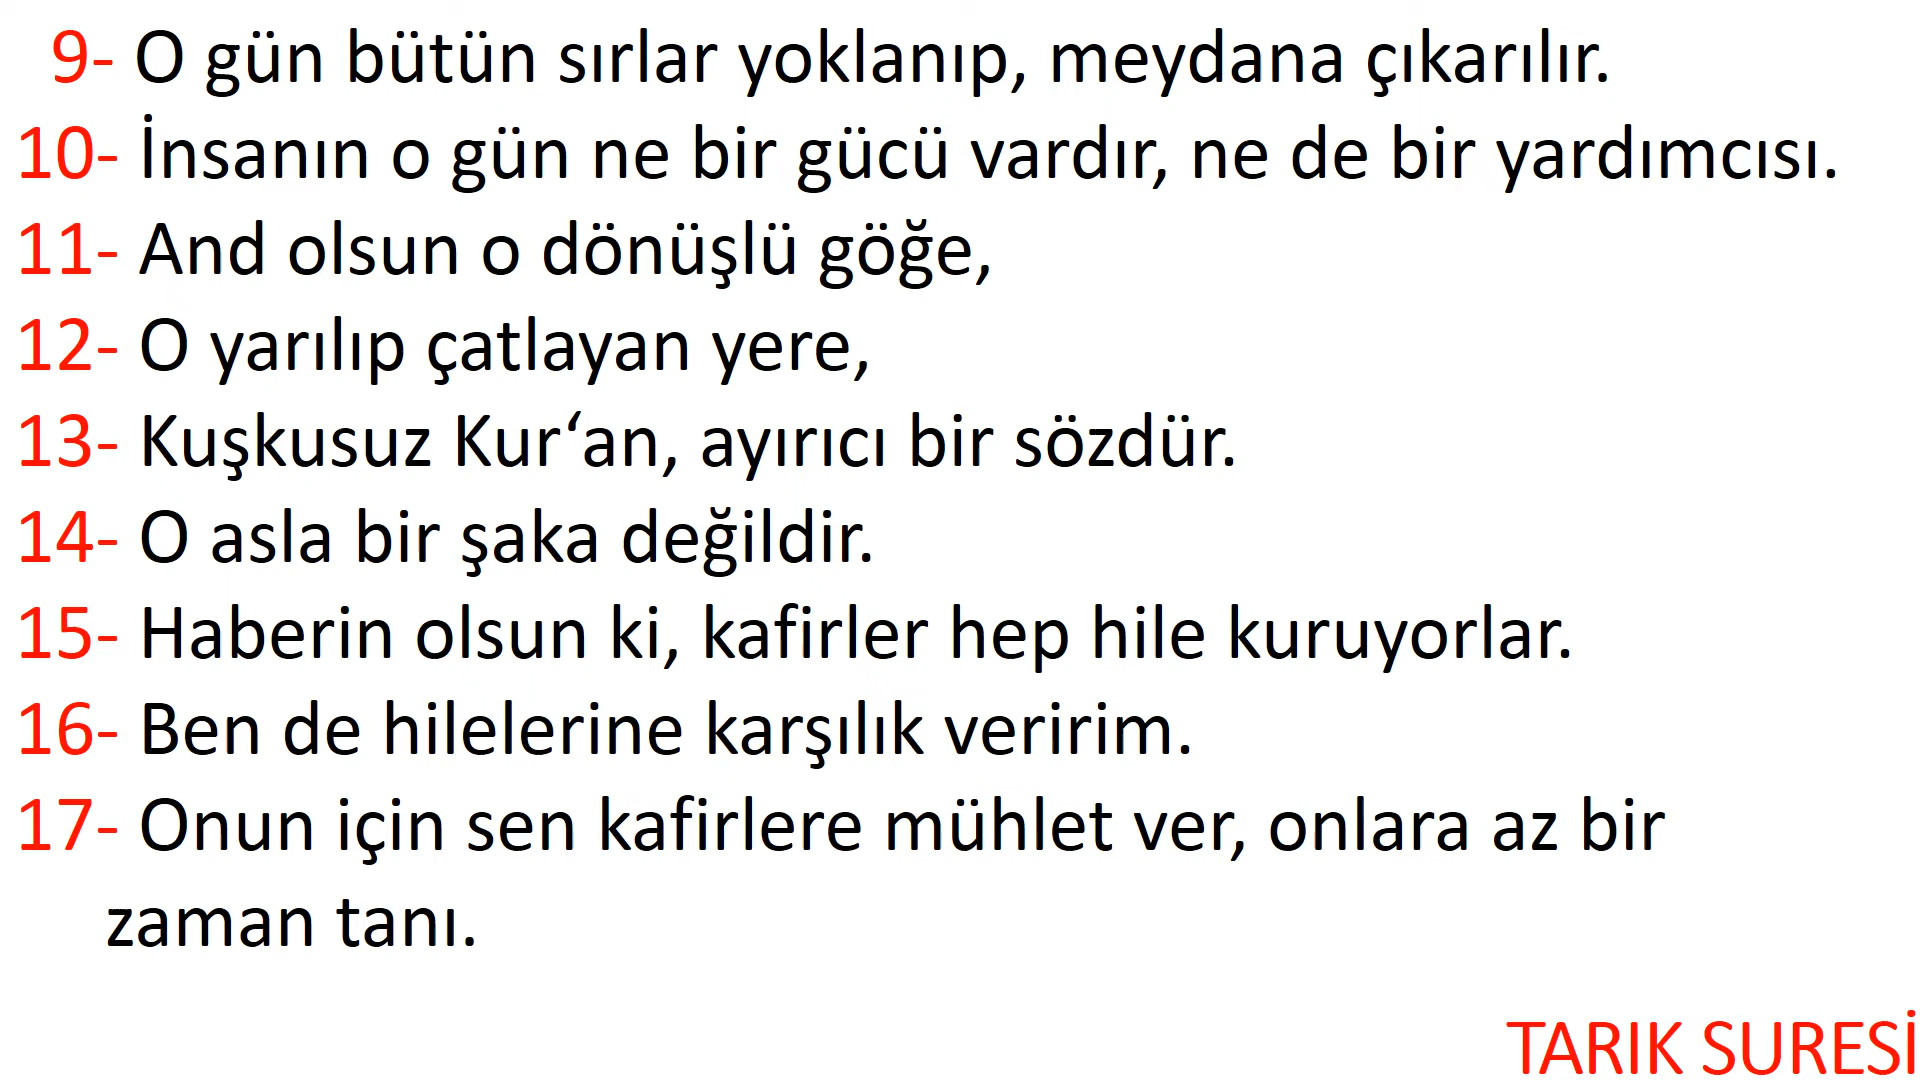 9- O gün bütün sırlar yoklanıp, meydana çıkarılır.
10- İnsanın o gün ne bir gücü vardır, ne de bir yardımcısı.
11- And olsun o dönüşlü göğe,
12- O yarılıp çatlayan yere,
13- Kuşkusuz Kur‘an, ayırıcı bir sözdür.
14- O asla bir şaka değildir.
15- Haberin olsun ki, kafirler hep hile kuruyorlar.
16- Ben de hilelerine karşılık veririm.
17- Onun için sen kafirlere mühlet ver, onlara az bir
zaman tanı.
TARIK SURESİ